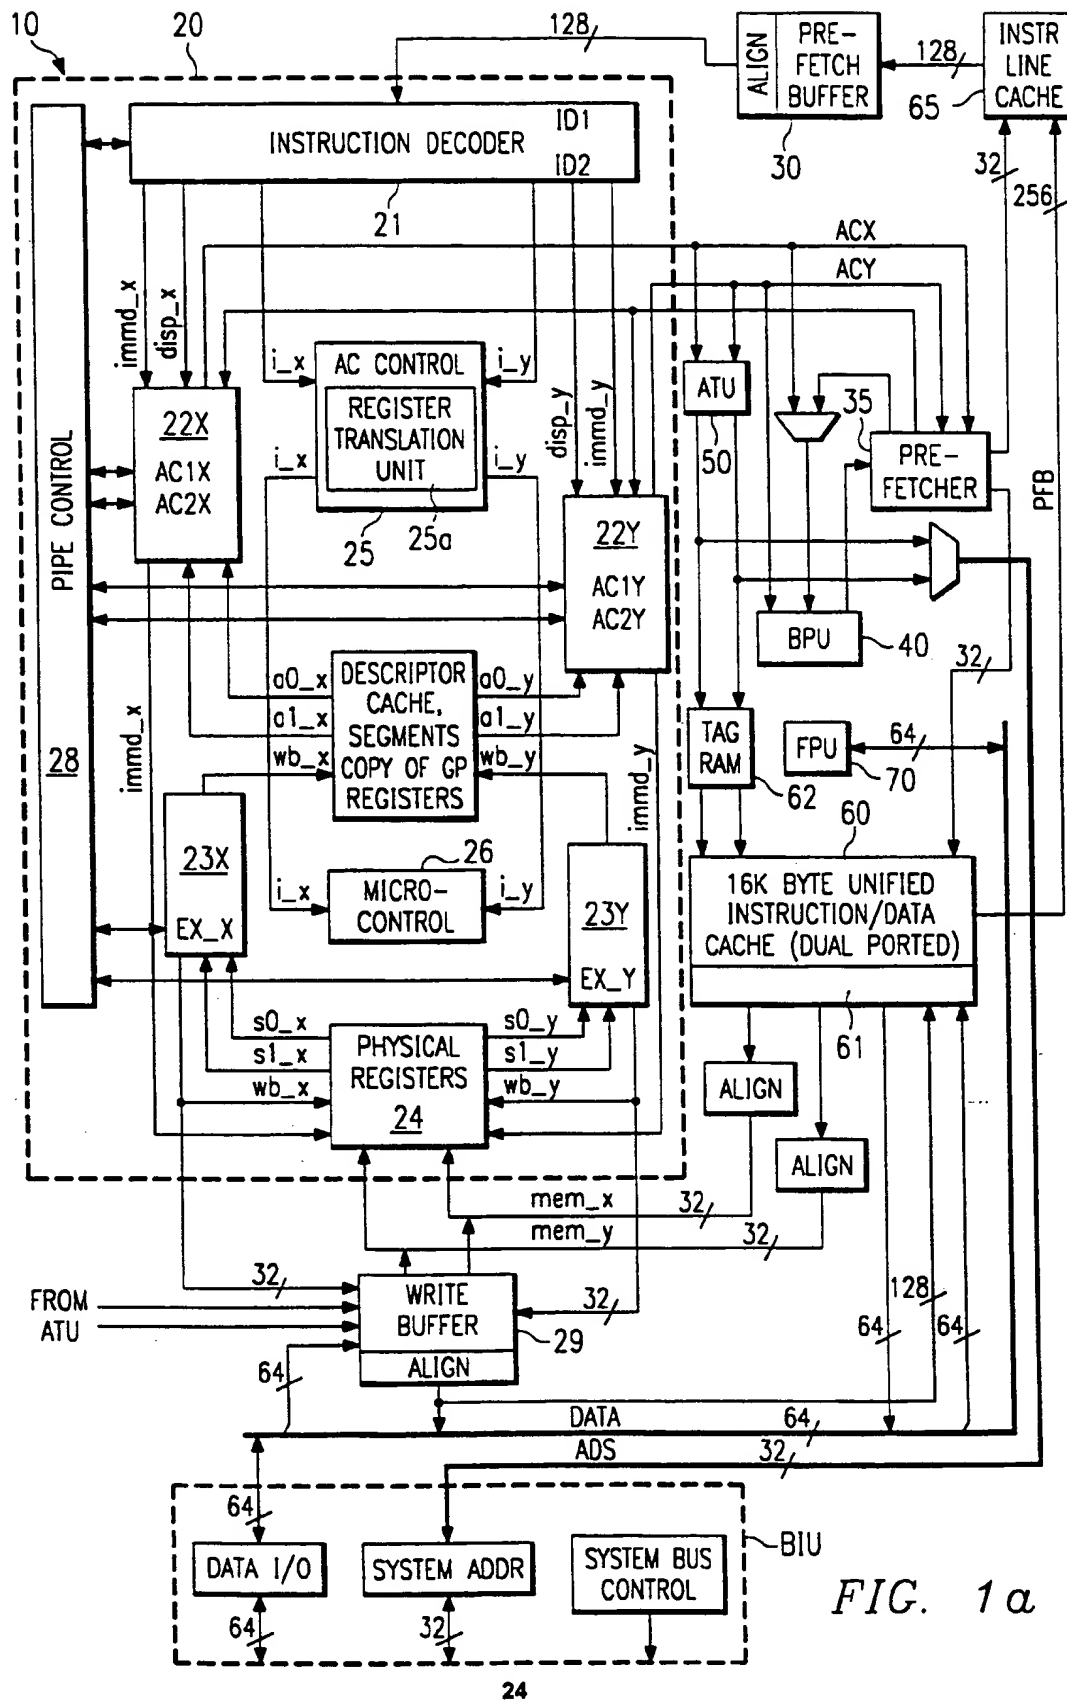 10
20
128
ALIGN
PRE-
FETCH
BUFFER
30
128
INSTR
LINE
CACHE
65
32
256
PFB
INSTRUCTION DECODER
ID1
ID2
21
ACX
ACY
immd_x
disp_x
i_x
i_y
AC CONTROL
REGISTER
TRANSLATION
UNIT
i_x
i_y
25
25a
disp_y
immd_y
ATU
50
35
PRE-
FETCHER
PIPE CONTROL
28
22X
AC1X
AC2X
22Y
AC1Y
AC2Y
BPU
40
32
immd_x
a0_x
a1_x
wb_x
DESCRIPTOR
CACHE,
SEGMENTS
COPY OF GP
REGISTERS
a0_y
a1_y
wb_y
immd_y
TAG
RAM
62
FPU
70
64
23X
EX_X
26
i_x
MICRO-
CONTROL
i_y
23Y
EX_Y
60
16K BYTE UNIFIED
INSTRUCTION/DATA
CACHE (DUAL PORTED)
61
s0_x
s1_x
wb_x
PHYSICAL
REGISTERS
24
s0_y
s1_y
wb_y
ALIGN
ALIGN
mem_x
32
mem_y
32
32
FROM
ATU
WRITE
BUFFER
ALIGN
29
32
64
64
128
64
DATA
64
ADS
32
64
DATA I/O
64
SYSTEM ADDR
32
SYSTEM BUS
CONTROL
BIU
FIG. 1a
24